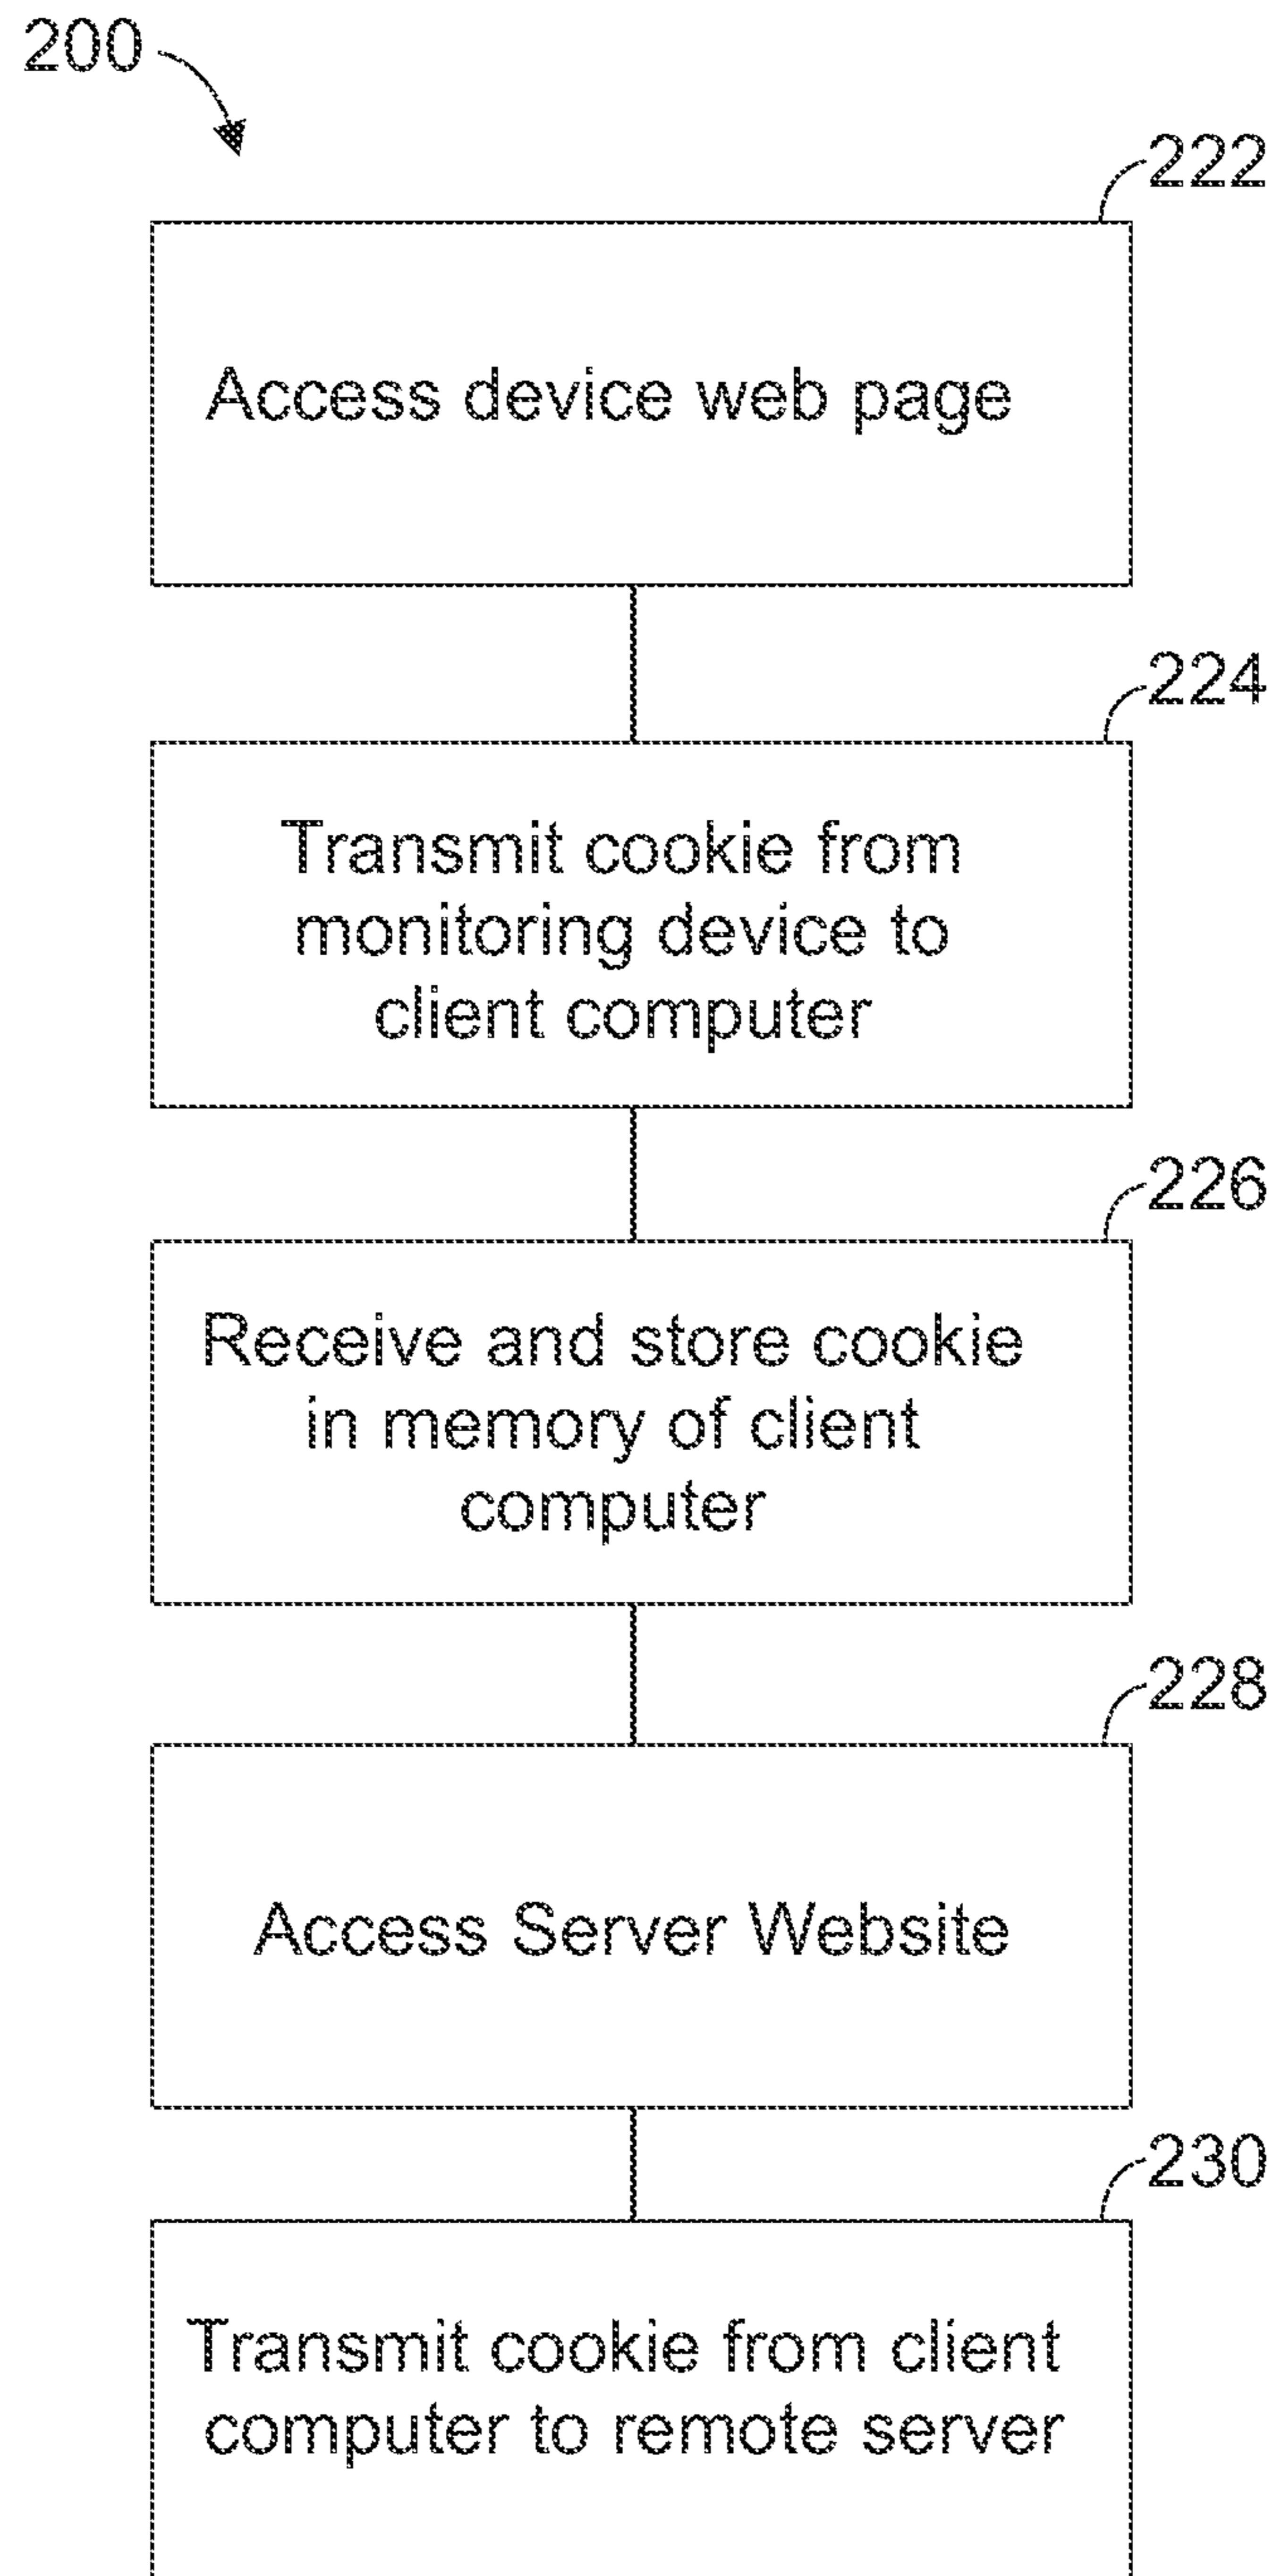 200
222
Access device web page
224
Transmit cookie from
monitoring device to
client computer
226
Receive and store cookie
in memory of client
computer
228
Access Server Website
230
Transmit cookie from client
computer to remote server